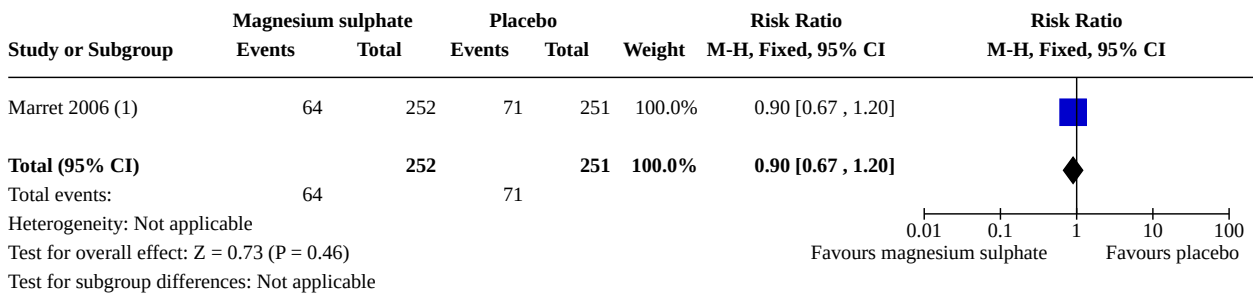 Magnesium sulphate Placebo Risk Ratio Risk Ratio
Study or Subgroup Events Total Events Total Weight M-H, Fixed, 95% CI M-H, Fixed, 95% CI
Marret 2006 (1) 64 252 71 251 100.0% 0.90 [0.67 , 1.20]
Total (95% CI) 252 251 100.0% 0.90 [0.67 , 1.20]
Total events: 64 71
Heterogeneity: Not applicable
0.01 0.1 1 10 100
Test for overall effect: Z = 0.73 (P = 0.46)
Favours magnesium sulphate Favours placebo
Test for subgroup differences: Not applicable